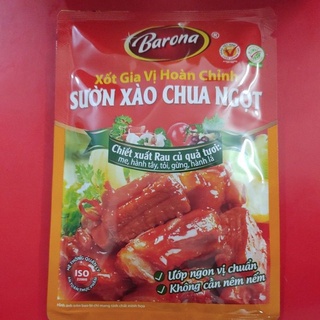 Barona®
Xốt Gia Vị Hoàn Chỉnh
SƯỜN XÀO CHUA NGỌT
Chiết xuất Rau củ quả tươi:
me, hành tây, tỏi, gừng, hành lá
ISO
Ướp ngon vị chuẩn
Không cần nêm nếm